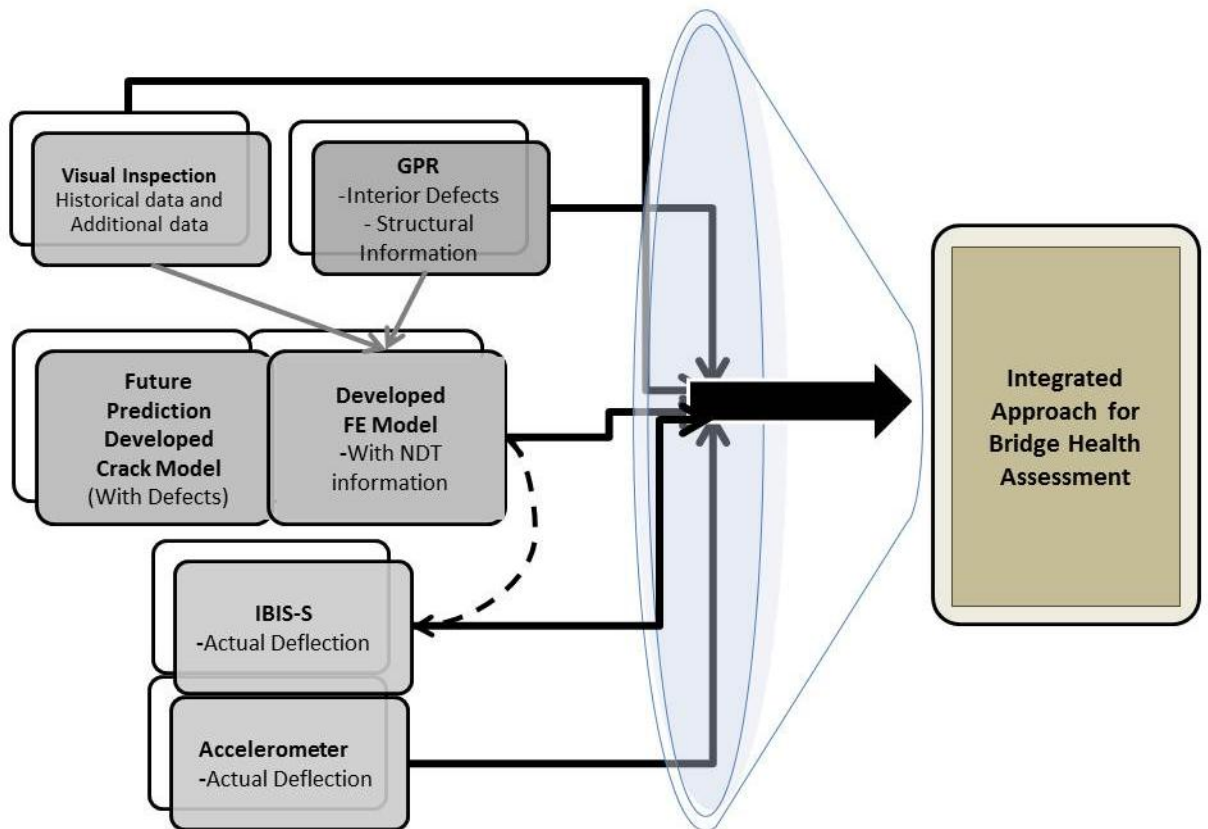 Visual Inspection
Historical data and
Additional data
GPR
-Interior Defects
- Structural
Information
Future
Prediction
Developed
Crack Model
(With Defects)
Developed
FE Model
-With NDT
information
IBIS-S
-Actual Deflection
Accelerometer
-Actual Deflection
Integrated
Approach for
Bridge Health
Assessment